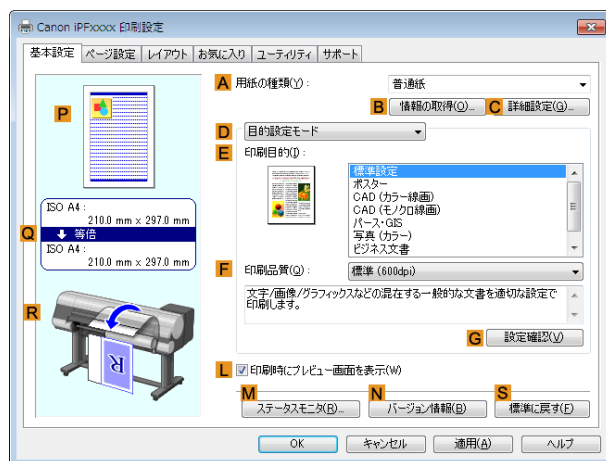 Canon iPFxxxx 印刷設定
基本設定 ページ設定 レイアウト お気に入り ユーティリティ サポート
P
A 用紙の種類(Y): 普通紙
B 情報の取得(O)... C 詳細設定(G)...
D 目的設定モード
E 印刷目的(I):
標準設定
ポスター
CAD (カラー線画)
CAD (モノクロ線画)
パース・GIS
写真 (カラー)
ビジネス文書
ISO A4 :
210.0 mm x 297.0 mm
Q 等倍
ISO A4 :
210.0 mm x 297.0 mm
F 印刷品質(Q): 標準 (600dpi)
文字/画像/グラフィックスなどの混在する一般的な文書を適切な設定で
印刷します。
G 設定確認(V)
R
R
L 印刷時にプレビュー画面を表示(W)
M N S
ステータスモニタ(R)... バージョン情報(B) 標準に戻す(F)
OK キャンセル 適用(A) ヘルプ